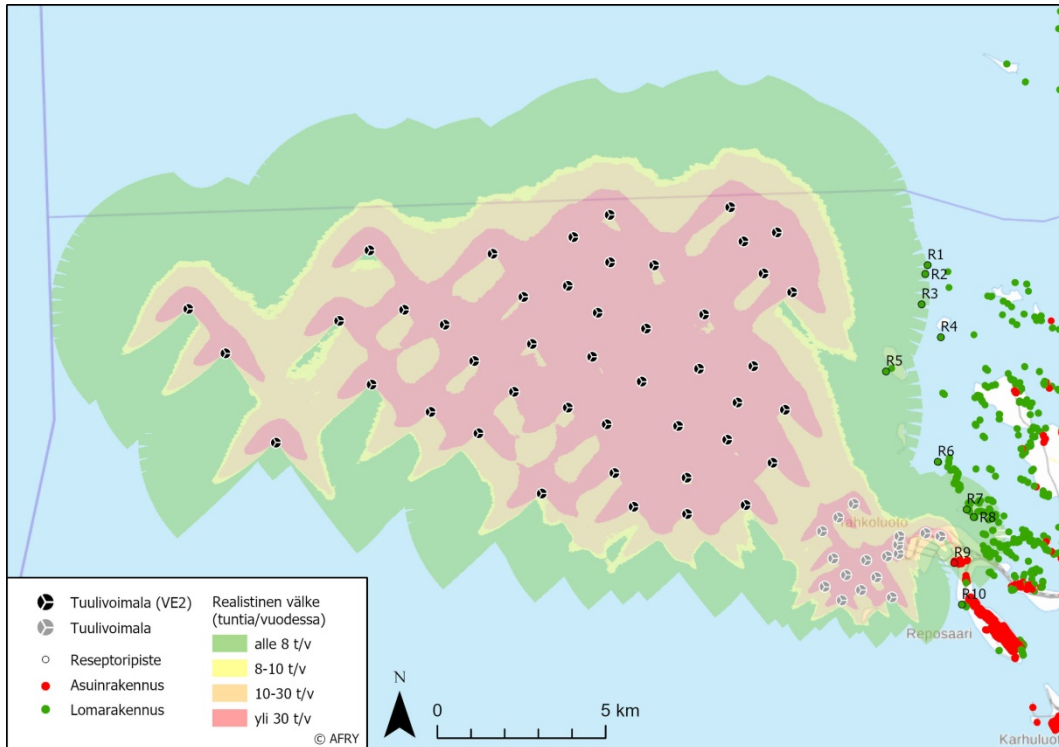 R1
R2
R3
R4
R5
R6
R7
R8
Tahkoluoto
R9
R10
Reposaari
Karhuluot
Tuulivoimala (VE2)
Tuulivoimala
Reseptoripiste
Asuinrakennus
Lomarakennus
Realistinen välke
(tuntia/vuodessa)
alle 8 t/v
8-10 t/v
10-30 t/v
yli 30 t/v
© AFRY
N
0 5 km